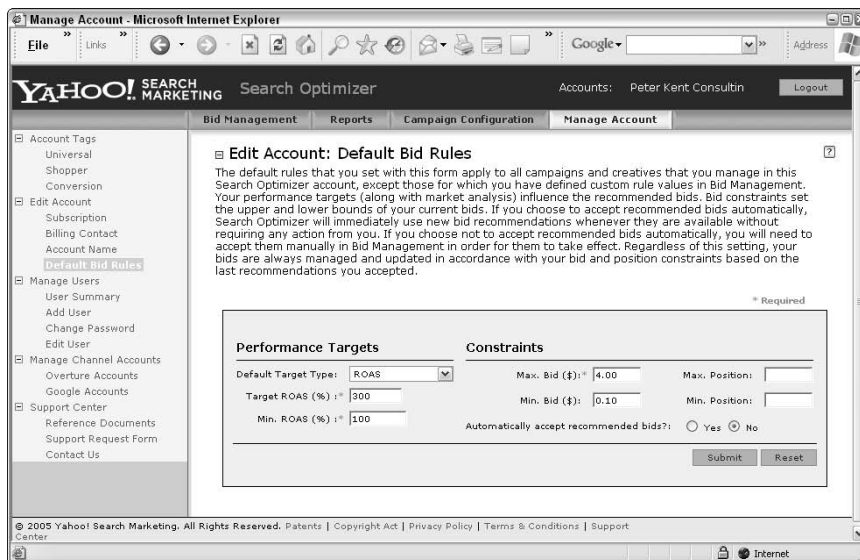 Manage Account - Microsoft Internet Explorer
File » Links » Google » Address
YAHOO! SEARCH MARKETING Search Optimizer Accounts: Peter Kent Consultin Logout
Bid Management Reports Campaign Configuration Manage Account
Account Tags
Universal
Shopper
Conversion
Edit Account
Subscription
Billing Contact
Account Name
Default Bid Rules
Manage Users
User Summary
Add User
Change Password
Edit User
Manage Channel Accounts
Overture Accounts
Google Accounts
Support Center
Reference Documents
Support Request Form
Contact Us
Edit Account: Default Bid Rules ?
The default rules that you set with this form apply to all campaigns and creatives that you manage in this
Search Optimizer account, except those for which you have defined custom rule values in Bid Management.
Your performance targets (along with market analysis) influence the recommended bids. Bid constraints set
the upper and lower bounds of your current bids. If you choose to accept recommended bids automatically,
Search Optimizer will immediately use new bid recommendations whenever they are available without
requiring any action from you. If you choose not to accept recommended bids automatically, you will need to
accept them manually in Bid Management in order for them to take effect. Regardless of this setting, your
bids are always managed and updated in accordance with your bid and position constraints based on the
last recommendations you accepted.
* Required
Performance Targets
Default Target Type: ROAS
Target ROAS (%) :* 300
Min. ROAS (%) :* 100
Constraints
Max. Bid ($):* 4.00 Max. Position:
Min. Bid ($): 0.10 Min. Position:
Automatically accept recommended bids?: Yes No
Submit Reset
© 2005 Yahoo! Search Marketing. All Rights Reserved. Patents | Copyright Act | Privacy Policy | Terms & Conditions | Support
Center
Internet